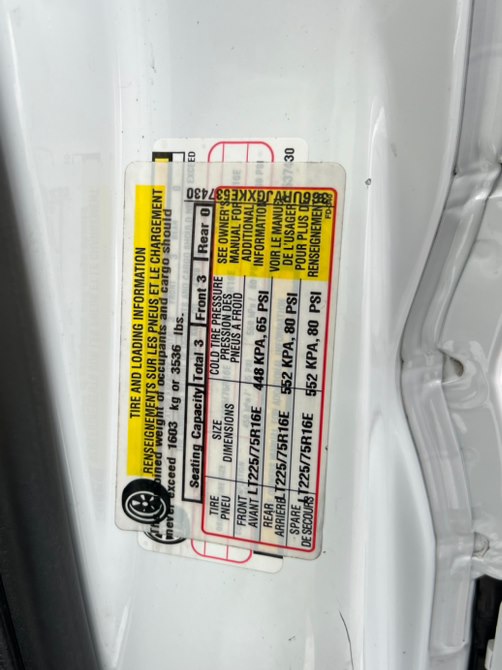 TIRE AND LOADING INFORMATION
RENSEIGNEMENTS SUR LES PNEUS ET LE CHARGEMENT
weight of occupants and cargo should
never exceed 1603 kg or 3536 lbs.
Seating Capacity Total 3 Front 3 Rear 0
TIRE SIZE COLD TIRE PRESSURE
PNEU DIMENSIONS PRESSION DES
PNEUS A FROID
FRONT LT225/75R16E 448 KPA, 65 PSI
AVANT
REAR LT225/75R16E 552 KPA, 80 PSI
ARRIERE
SPARE LT225/75R16E 552 KPA, 80 PSI
DE SECOURS
SEE OWNER'S
MANUAL FOR
ADDITIONAL
INFORMATION
VOIR LE MANUEL
DE L'USAGER
POUR PLUS DE
RENSEIGNEMENTS
EXCEED